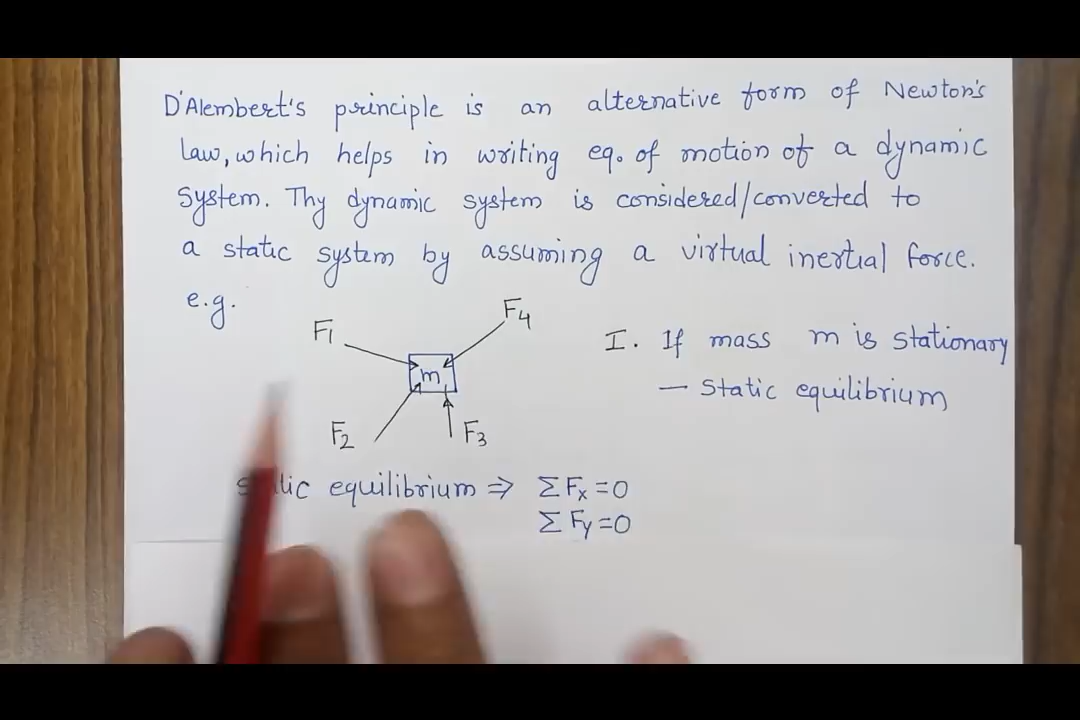 D'Alembert's principle is an alternative form of Newton's
law, which helps in writing eq. of motion of a dynamic
system. Thy dynamic system is considered/converted to
a static system by assuming a virtual inertial force.
e.g.
F1
F4
m
F2
F3
I. If mass m is stationary
— Static equilibrium
equilibrium ⇒ ΣFx=0
ΣFy=0